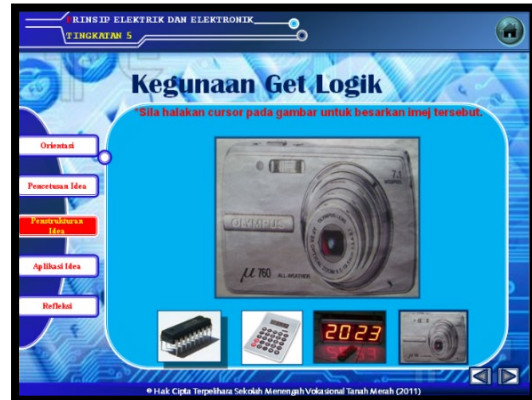 PRINSIP ELEKTRIK DAN ELEKTRONIK
TINGKATAN 5
Kegunaan Get Logik
*Sila halakan cursor pada gambar untuk besarkan imej tersebut.
Orientasi
Pencetusan Idea
Penstrukturan
Idea
Aplikasi Idea
Refleksi
7.1
OLYMPUS
µ 760 ALL-WEATHER
2023
© Hak Cipta Terpelihara Sekolah Menengah Vokasional Tanah Merah (2011)